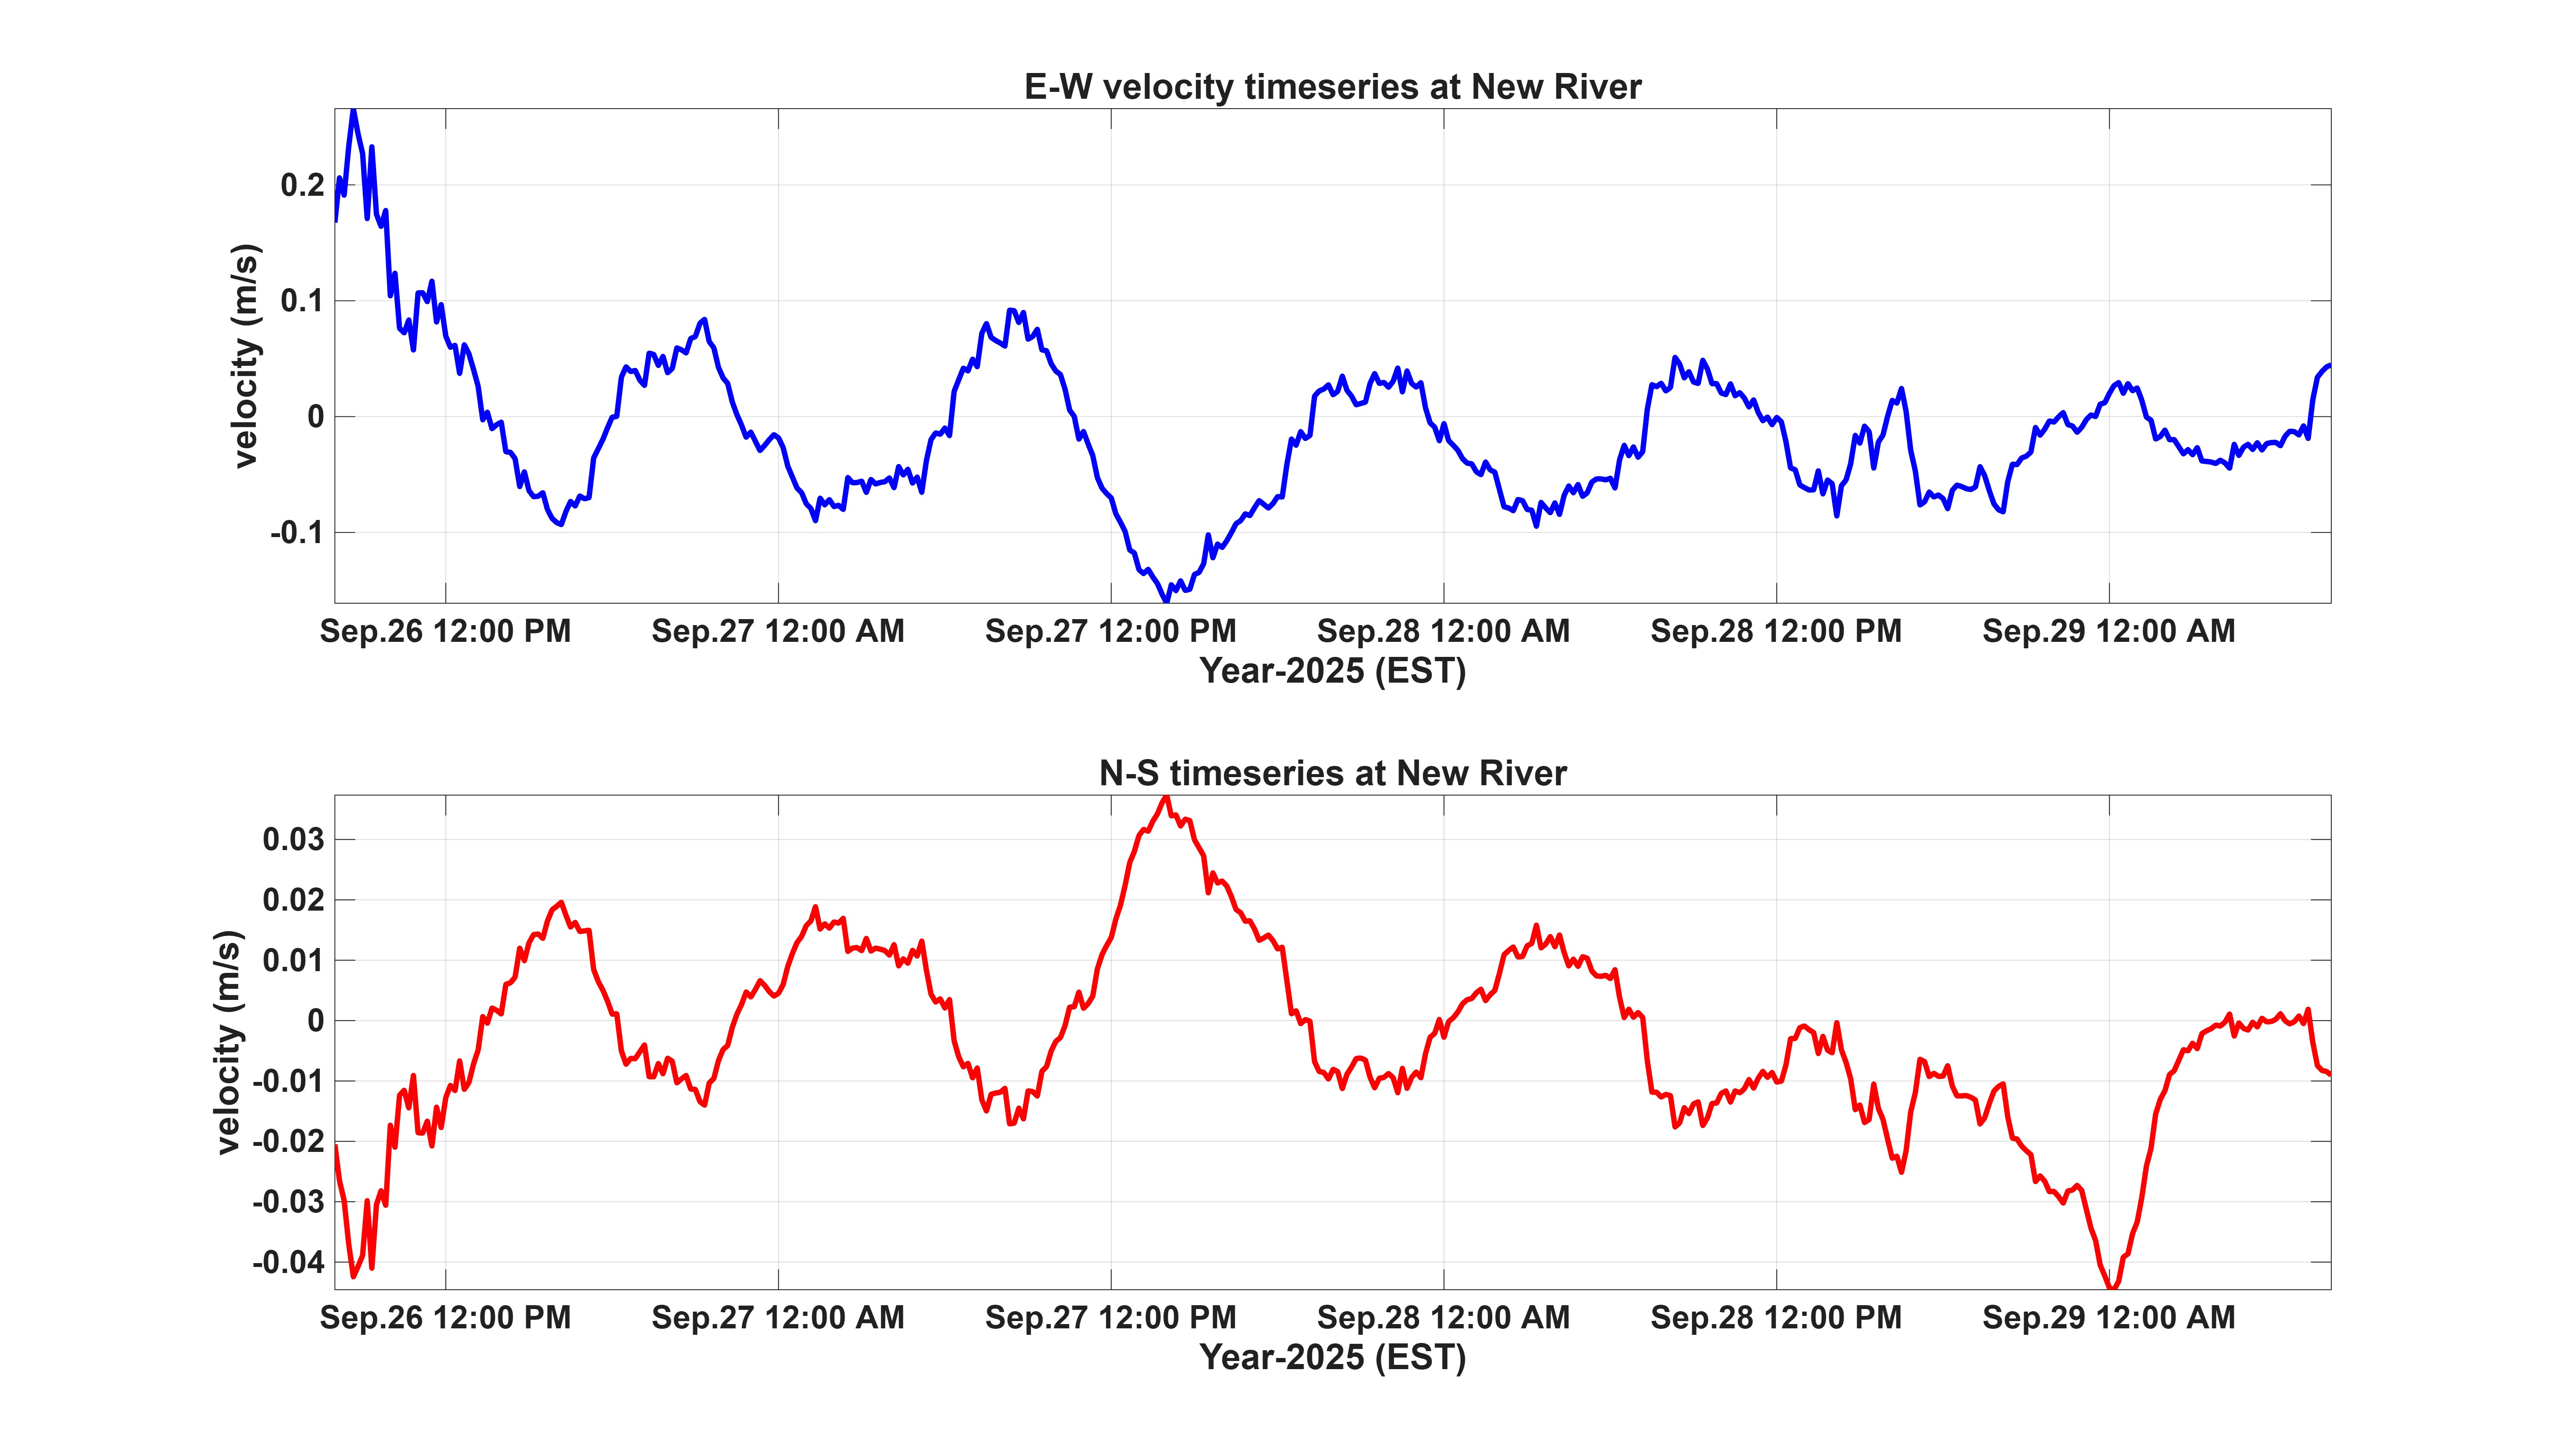 E-W velocity timeseries at New River
velocity (m/s)
0.2
0.1
0
-0.1
Sep.26 12:00 PM Sep.27 12:00 AM Sep.27 12:00 PM Sep.28 12:00 AM Sep.28 12:00 PM Sep.29 12:00 AM
Year-2025 (EST)
N-S timeseries at New River
velocity (m/s)
0.03
0.02
0.01
0
-0.01
-0.02
-0.03
-0.04
Sep.26 12:00 PM Sep.27 12:00 AM Sep.27 12:00 PM Sep.28 12:00 AM Sep.28 12:00 PM Sep.29 12:00 AM
Year-2025 (EST)